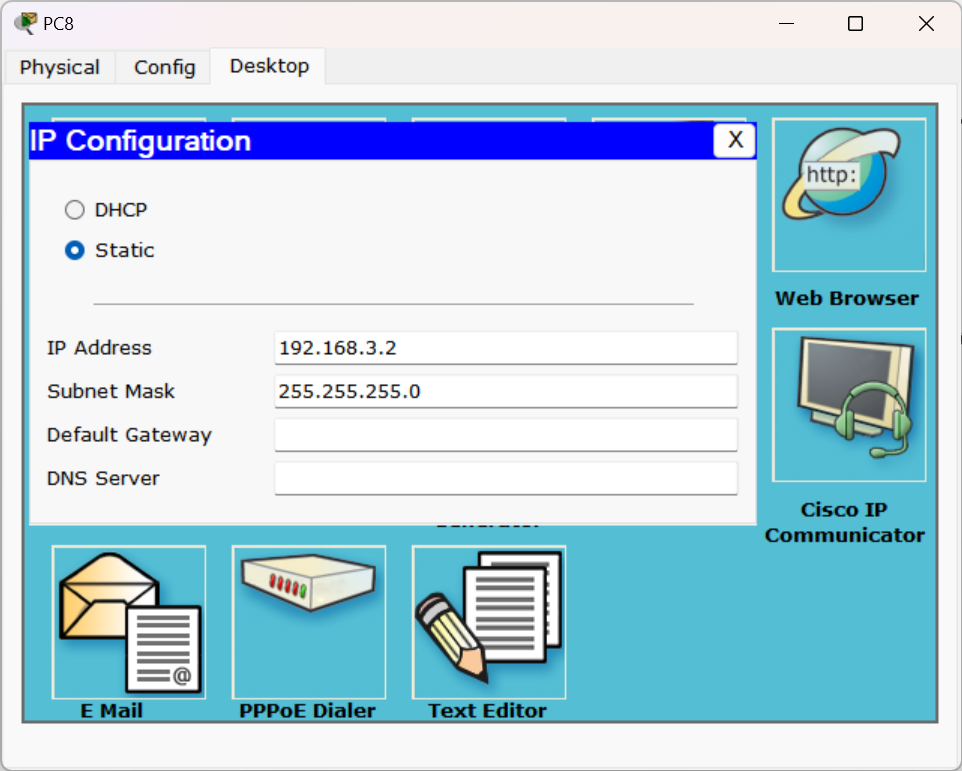 PC8
Physical Config Desktop
IP Configuration X
DHCP
Static
IP Address 192.168.3.2
Subnet Mask 255.255.255.0
Default Gateway
DNS Server
http:
Web Browser
Cisco IP
Communicator
@
E Mail PPPoE Dialer Text Editor